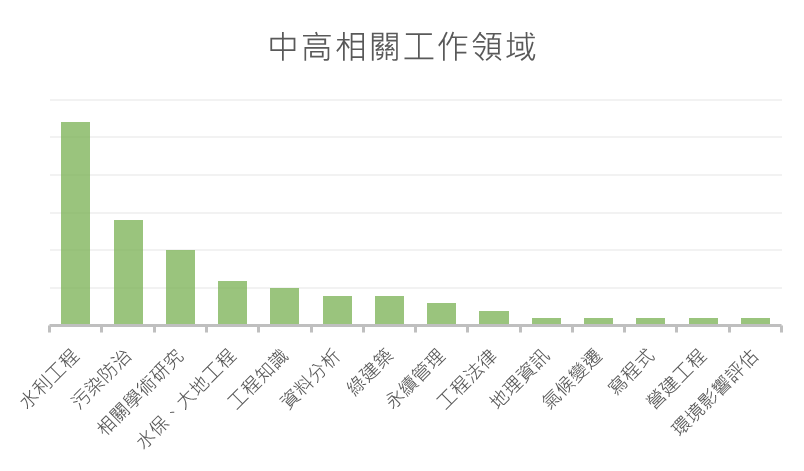 中高相關工作領域
水利工程
污染防治
相關學術研究
水保、大地工程
工程知識
資料分析
綠建築
永續管理
工程法律
地理資訊
氣候變遷
寫程式
營建工程
環境影響評估